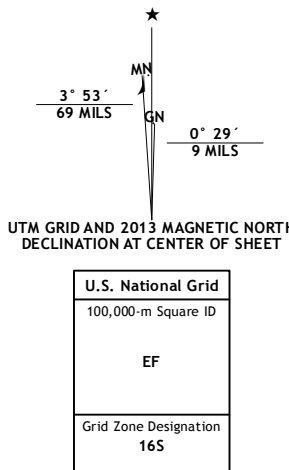 ★
MN
3° 53´
69 MILS
GN
0° 29´
9 MILS
UTM GRID AND 2013 MAGNETIC NORTH
DECLINATION AT CENTER OF SHEET
U.S. National Grid
100,000-m Square ID
EF
Grid Zone Designation
16S